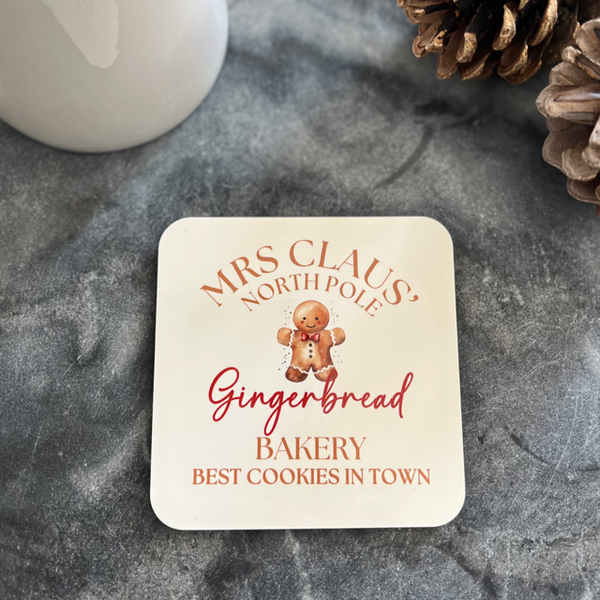 MRS CLAUS'
NORTH POLE
Gingerbread
BAKERY
BEST COOKIES IN TOWN